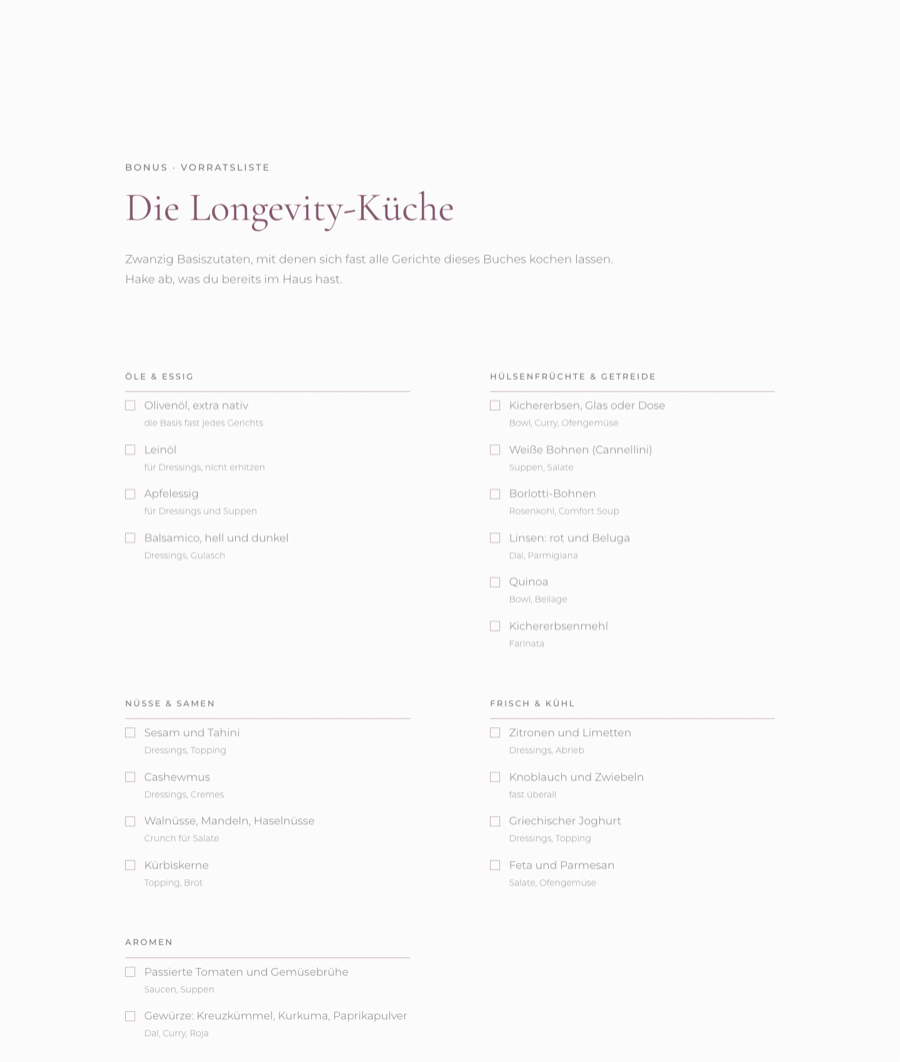 BONUS · VORRATSLISTE
Die Longevity-Küche
Zwanzig Basiszutaten, mit denen sich fast alle Gerichte dieses Buches kochen lassen.
Hake ab, was du bereits im Haus hast.
ÖLE & ESSIG
Olivenöl, extra nativ
die Basis fast jedes Gerichts
Leinöl
für Dressings, nicht erhitzen
Apfelessig
für Dressings und Suppen
Balsamico, hell und dunkel
Dressings, Gulasch
HÜLSENFRÜCHTE & GETREIDE
Kichererbsen, Glas oder Dose
Bowl, Curry, Ofengemüse
Weiße Bohnen (Cannellini)
Suppen, Salate
Borlotti-Bohnen
Rosenkohl, Comfort Soup
Linsen: rot und Beluga
Dal, Parmigiana
Quinoa
Bowl, Beilage
Kichererbsenmehl
Farinata
NÜSSE & SAMEN
Sesam und Tahini
Dressings, Topping
Cashewmus
Dressings, Cremes
Walnüsse, Mandeln, Haselnüsse
Crunch für Salate
Kürbiskerne
Topping, Brot
FRISCH & KÜHL
Zitronen und Limetten
Dressings, Abrieb
Knoblauch und Zwiebeln
fast überall
Griechischer Joghurt
Dressings, Topping
Feta und Parmesan
Salate, Ofengemüse
AROMEN
Passierte Tomaten und Gemüsebrühe
Saucen, Suppen
Gewürze: Kreuzkümmel, Kurkuma, Paprikapulver
Dal, Curry, Roja